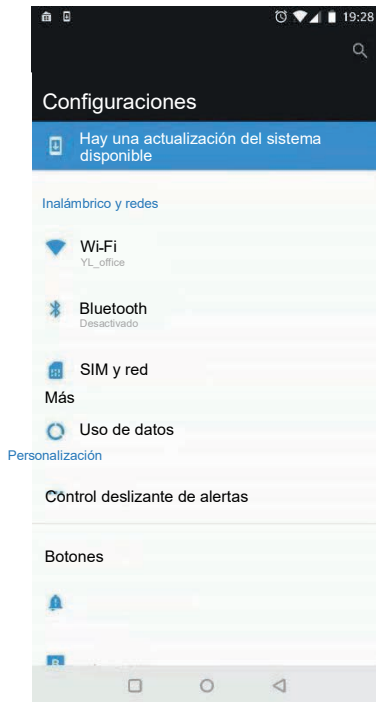 19:28
Configuraciones
Hay una actualización del sistema
disponible
Inalámbrico y redes
Wi-Fi
YL_office
Bluetooth
Desactivado
SIM y red
Más
Uso de datos
Personalización
Control deslizante de alertas
Botones